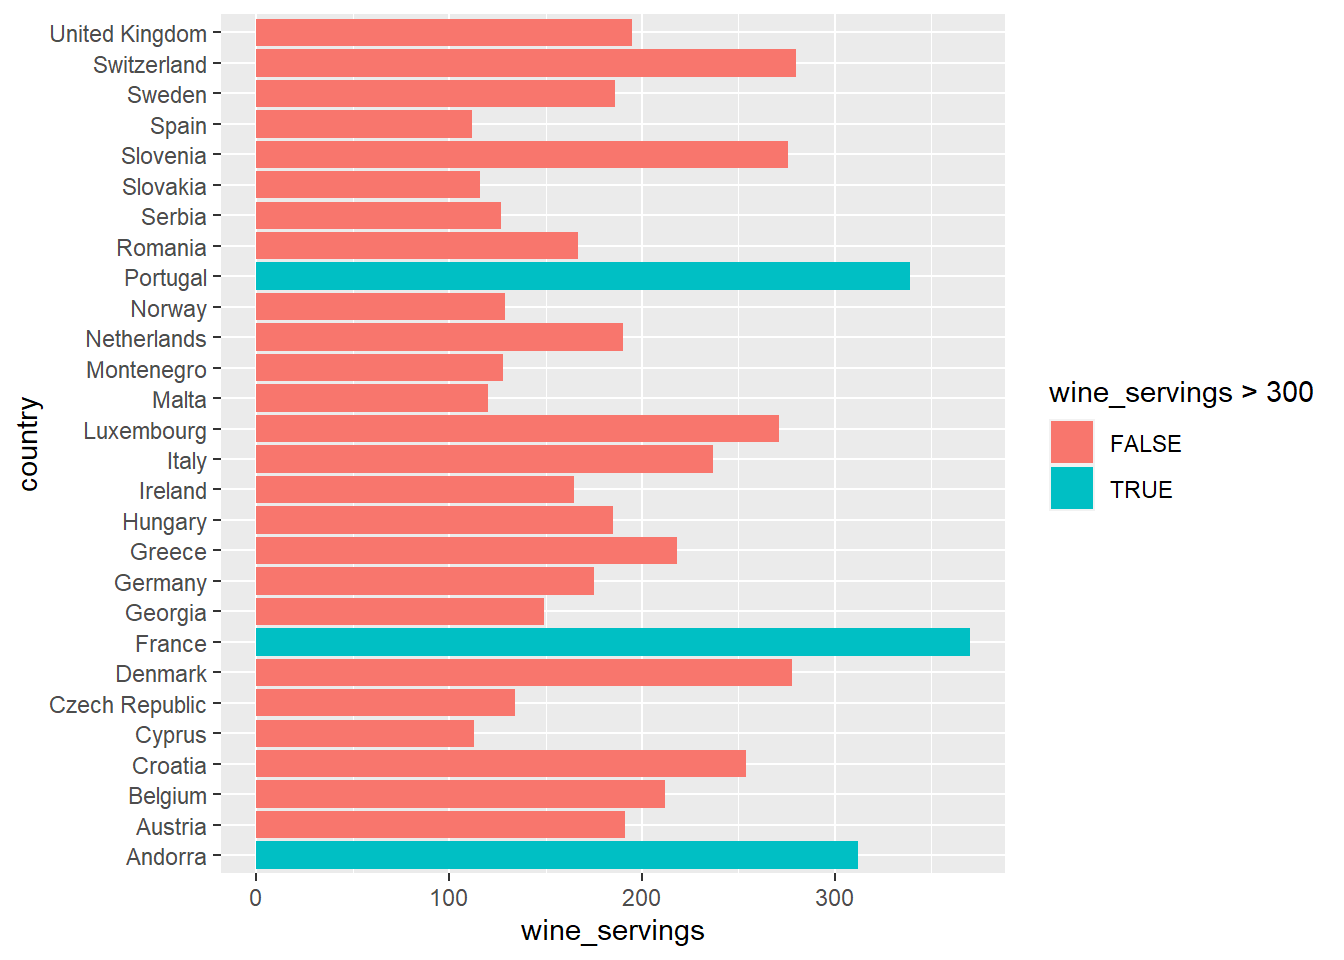 United Kingdom
Switzerland
Sweden
Spain
Slovenia
Slovakia
Serbia
Romania
Portugal
Norway
Netherlands
Montenegro
Malta
Luxembourg
Italy
Ireland
Hungary
Greece
Germany
Georgia
France
Denmark
Czech Republic
Cyprus
Croatia
Belgium
Austria
Andorra
country
0 100 200 300
wine_servings
wine_servings > 300
FALSE
TRUE